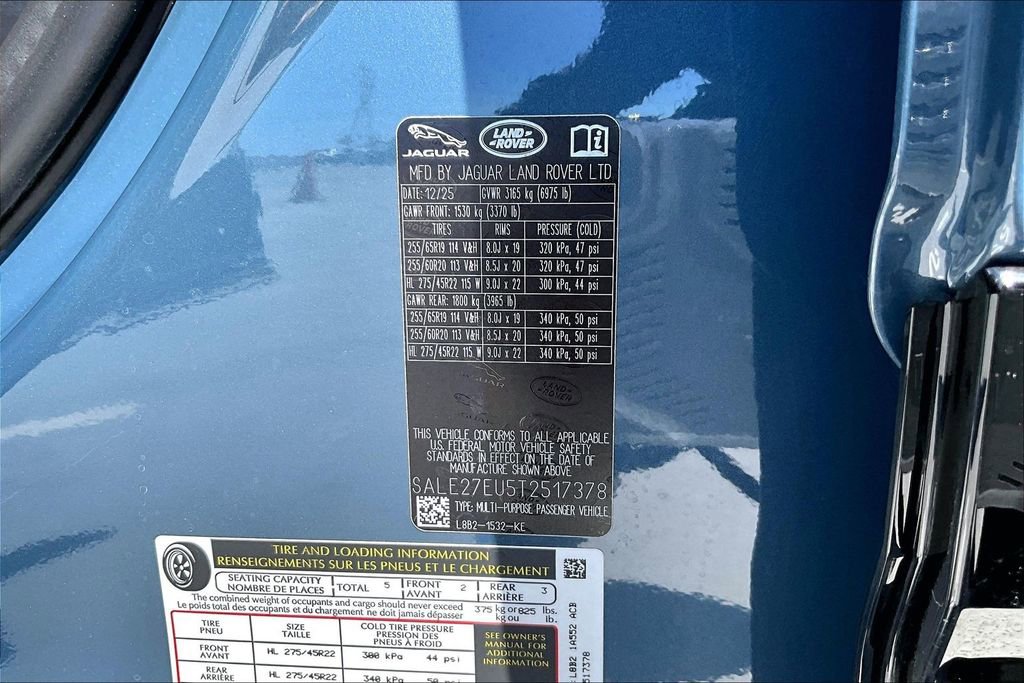 JAGUAR
LAND-
-ROVER
MFD BY JAGUAR LAND ROVER LTD
DATE: 12/25 GVWR 3165 kg (6975 lb)
GAWR FRONT: 1530 kg (3370 lb)
TIRES RIMS PRESSURE (COLD)
255/65R19 114 V&H 8.0J x 19 320 kPa, 47 psi
255/60R20 113 V&H 8.5J x 20 320 kPa, 47 psi
HL 275/45R22 115 W 9.0J x 22 300 kPa, 44 psi
GAWR REAR: 1800 kg (3965 lb)
255/65R19 114 V&H 8.0J x 19 340 kPa, 50 psi
255/60R20 113 V&H 8.5J x 20 340 kPa, 50 psi
HL 275/45R22 115 W 9.0J x 22 340 kPa, 50 psi
JAGUAR
LAND-
-ROVER
JAGUAR
THIS VEHICLE CONFORMS TO ALL APPLICABLE
U.S. FEDERAL MOTOR VEHICLE SAFETY
STANDARDS IN EFFECT ON THE DATE OF
MANUFACTURE SHOWN ABOVE
SALE27EU5T2517378
TYPE: MULTI-PURPOSE PASSENGER VEHICLE
L8B2-1532-KE
TIRE AND LOADING INFORMATION
RENSEIGNEMENTS SUR LES PNEUS ET LE CHARGEMENT
SEATING CAPACITY
NOMBRE DE PLACES
TOTAL 5
FRONT
AVANT 2
REAR
ARRIÈRE 3
The combined weight of occupants and cargo should never exceed 375 kg or 825 lbs.
Le poids total des occupants et du chargement ne doit jamais dépasser kg ou lb.
TIRE
PNEU
SIZE
TAILLE
COLD TIRE PRESSURE
PRESSION DES
PNEUS À FROID
SEE OWNER'S
MANUAL FOR
ADDITIONAL
INFORMATION
FRONT
AVANT
HL 275/45R22 300 kPa 44 psi
REAR
ARRIÈRE
HL 275/45R22 340 kPa 50 psi
L8B2 1A552 ACB
517378